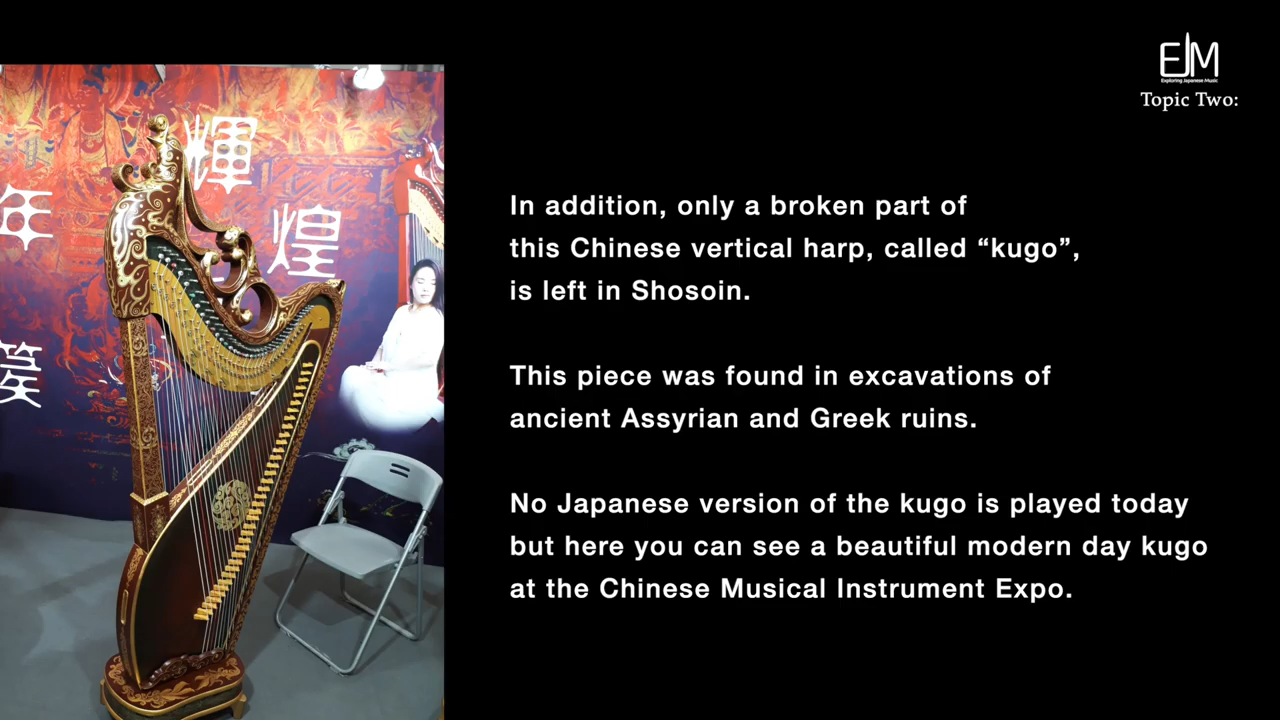 EJM
Exploring Japanese Music
Topic Two:
輝
煌
年
篌
In addition, only a broken part of
this Chinese vertical harp, called “kugo”,
is left in Shosoin.
This piece was found in excavations of
ancient Assyrian and Greek ruins.
No Japanese version of the kugo is played today
but here you can see a beautiful modern day kugo
at the Chinese Musical Instrument Expo.